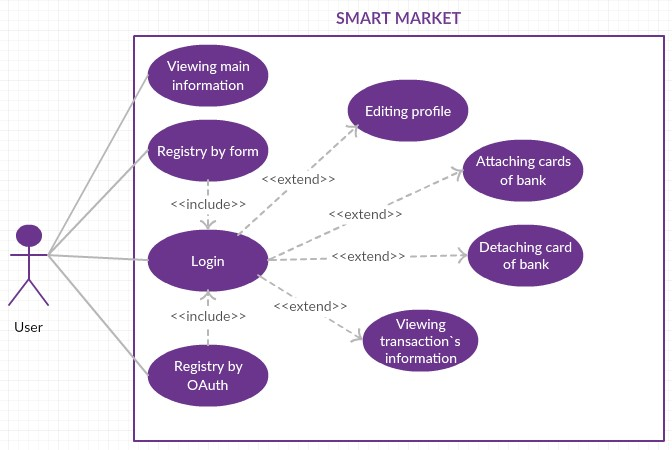 SMART MARKET
Viewing main
information
Editing profile
Registry by form
Attaching cards
of bank
<<extend>>
<<include>>
<<extend>>
User
Login
<<extend>>
Detaching card
of bank
<<include>>
<<extend>>
Viewing
transaction`s
information
Registry by
OAuth